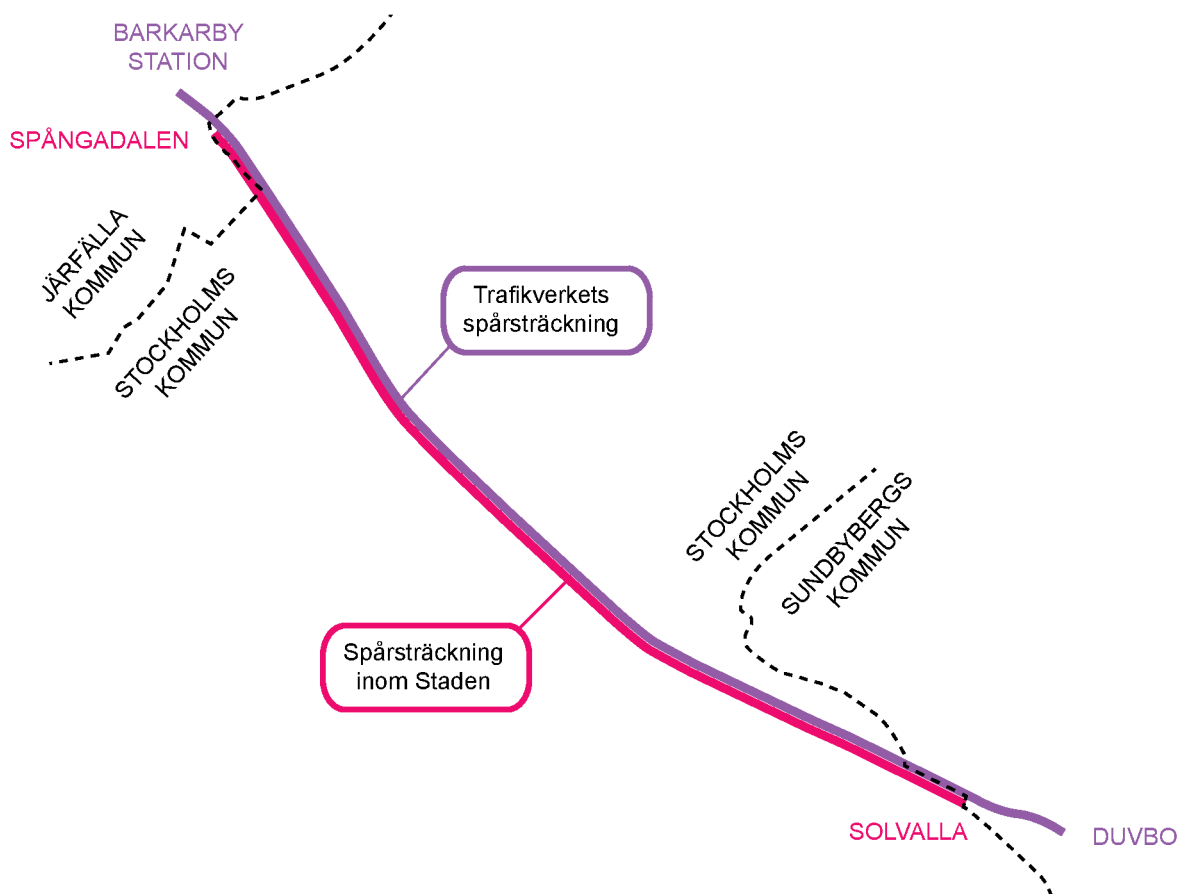 BARKARBY
STATION
SPÅNGADALEN
JÄRFÄLLA
KOMMUN
STOCKHOLMS
KOMMUN
Trafikverkets
spårsträckning
STOCKHOLMS
KOMMUN
SUNDBYBERGS
KOMMUN
Spårsträckning
inom Staden
SOLVALLA
DUVBO